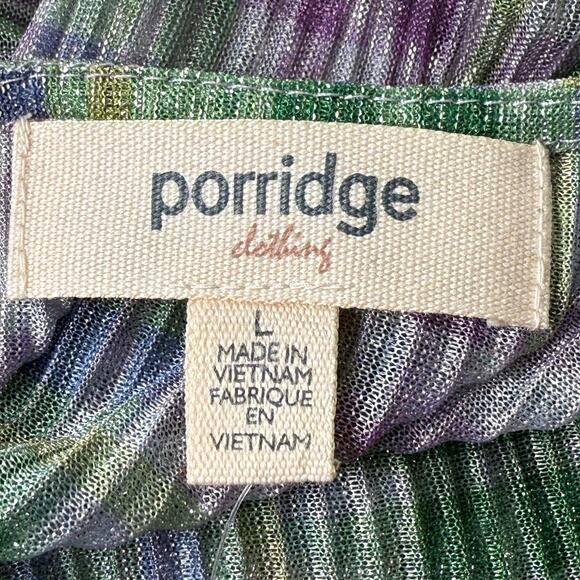 porridge
clothing
L
MADE IN
VIETNAM
FABRIQUE
EN
VIETNAM